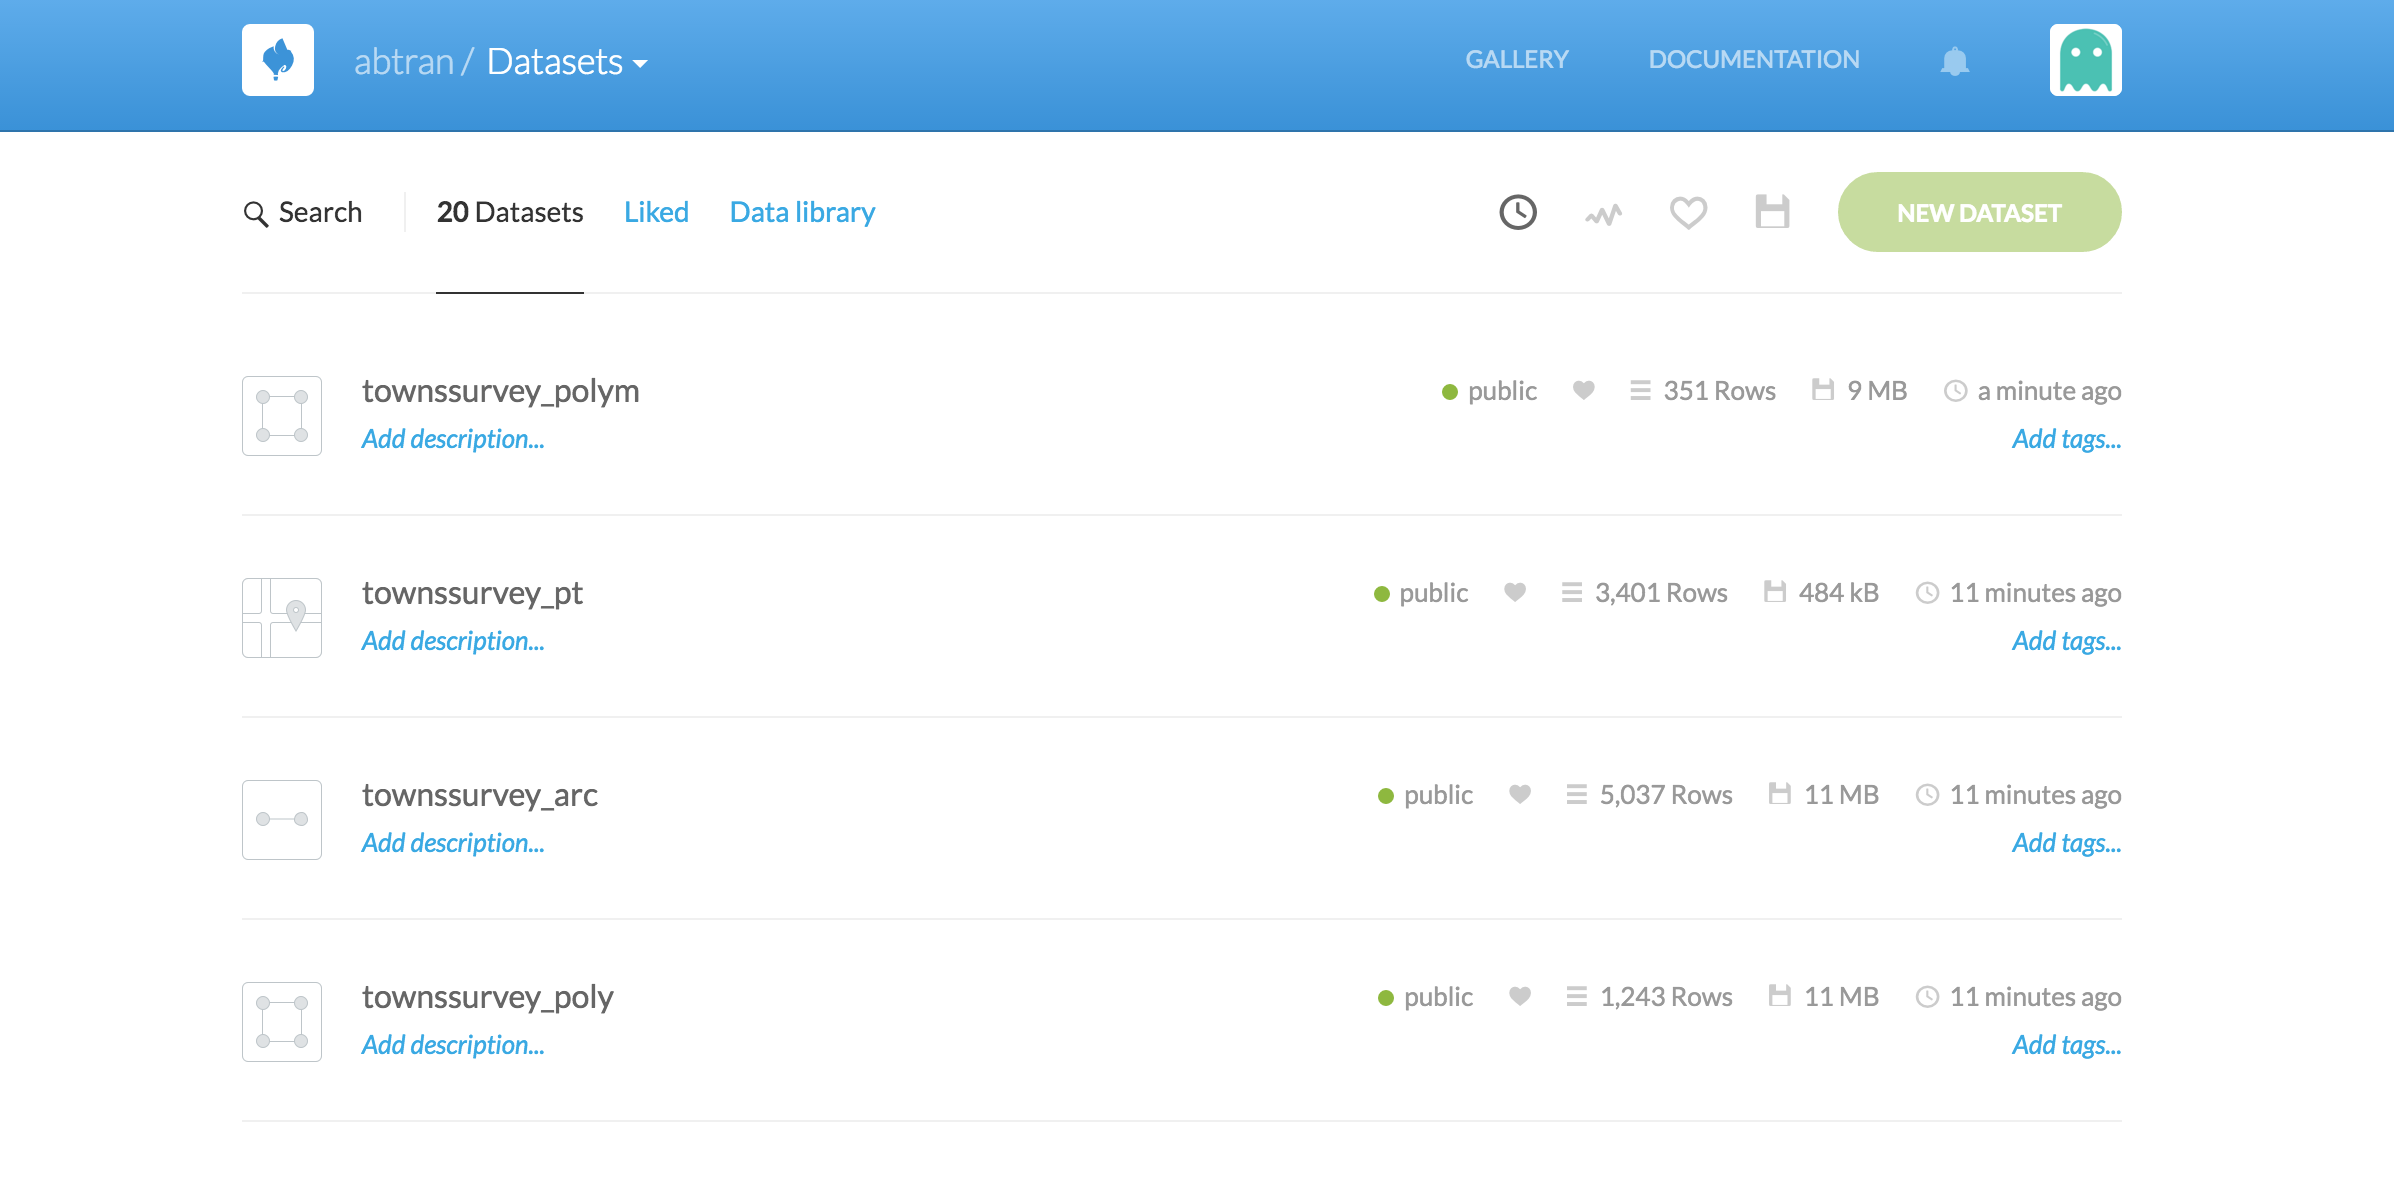 abtran / Datasets GALLERY DOCUMENTATION
Search 20 Datasets Liked Data library NEW DATASET
townssurvey_polym public 351 Rows 9 MB a minute ago
Add description... Add tags...
townssurvey_pt public 3,401 Rows 484 kB 11 minutes ago
Add description... Add tags...
townssurvey_arc public 5,037 Rows 11 MB 11 minutes ago
Add description... Add tags...
townssurvey_poly public 1,243 Rows 11 MB 11 minutes ago
Add description... Add tags...